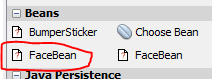 Beans
BumperSticker Choose Bean
FaceBean FaceBean
Java Persistence